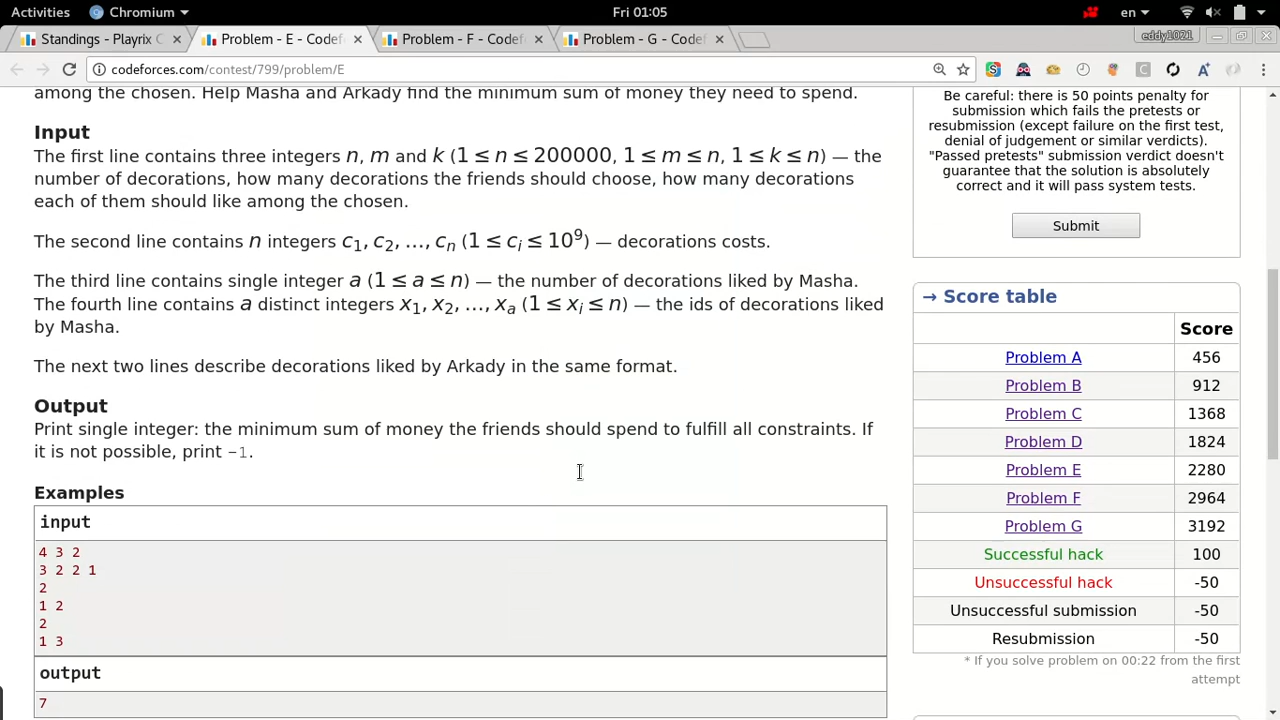 Activities
Chromium
Fri 01:05
en
Standings - Playrix C
Problem - E - Codef
Problem - F - Codef
Problem - G - Codef
eddy1021
codeforces.com/contest/799/problem/E
among the chosen. Help Masha and Arkady find the minimum sum of money they need to spend.
Input
The first line contains three integers n, m and k (1 ≤ n ≤ 200000, 1 ≤ m ≤ n, 1 ≤ k ≤ n) — the
number of decorations, how many decorations the friends should choose, how many decorations
each of them should like among the chosen.
The second line contains n integers c1, c2, ..., cn (1 ≤ ci ≤ 10^9) — decorations costs.
The third line contains single integer a (1 ≤ a ≤ n) — the number of decorations liked by Masha.
The fourth line contains a distinct integers x1, x2, ..., xa (1 ≤ xi ≤ n) — the ids of decorations liked
by Masha.
The next two lines describe decorations liked by Arkady in the same format.
Output
Print single integer: the minimum sum of money the friends should spend to fulfill all constraints. If
it is not possible, print -1.
Examples
input
4 3 2
3 2 2 1
2
1 2
2
1 3
output
7
Be careful: there is 50 points penalty for
submission which fails the pretests or
resubmission (except failure on the first test,
denial of judgement or similar verdicts).
"Passed pretests" submission verdict doesn't
guarantee that the solution is absolutely
correct and it will pass system tests.
Submit
→ Score table
Score
Problem A 456
Problem B 912
Problem C 1368
Problem D 1824
Problem E 2280
Problem F 2964
Problem G 3192
Successful hack 100
Unsuccessful hack -50
Unsuccessful submission -50
Resubmission -50
* If you solve problem on 00:22 from the first
attempt